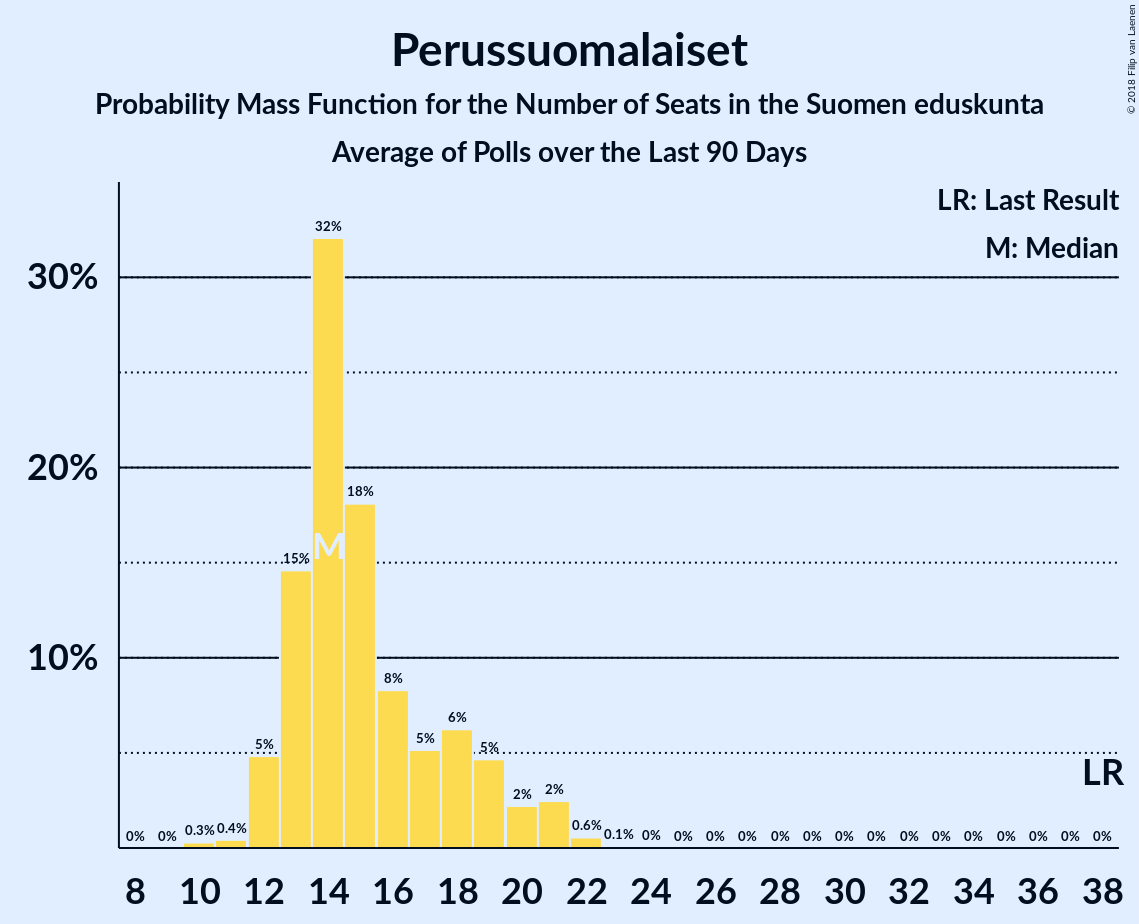 Perussuomalaiset
Probability Mass Function for the Number of Seats in the Suomen eduskunta
Average of Polls over the Last 90 Days
© 2018 Filip van Laenen
LR: Last Result
M: Median
30%
20%
10%
0% 0% 0.3% 0.4% 5% 15% 32% 18% 8% 5% 6% 5% 2% 2% 0.6% 0.1% 0% 0% 0% 0% 0% 0% 0% 0% 0% 0% 0% 0% 0% 0% 0%
M
LR
8 10 12 14 16 18 20 22 24 26 28 30 32 34 36 38